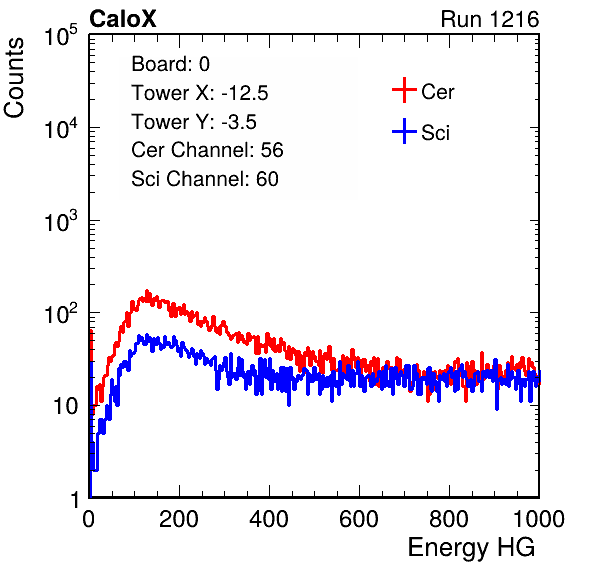 CaloX Run 1216
Counts
10^5
10^4
10^3
10^2
10
1
Board: 0
Tower X: -12.5
Tower Y: -3.5
Cer Channel: 56
Sci Channel: 60
Cer
Sci
0 200 400 600 800 1000
Energy HG